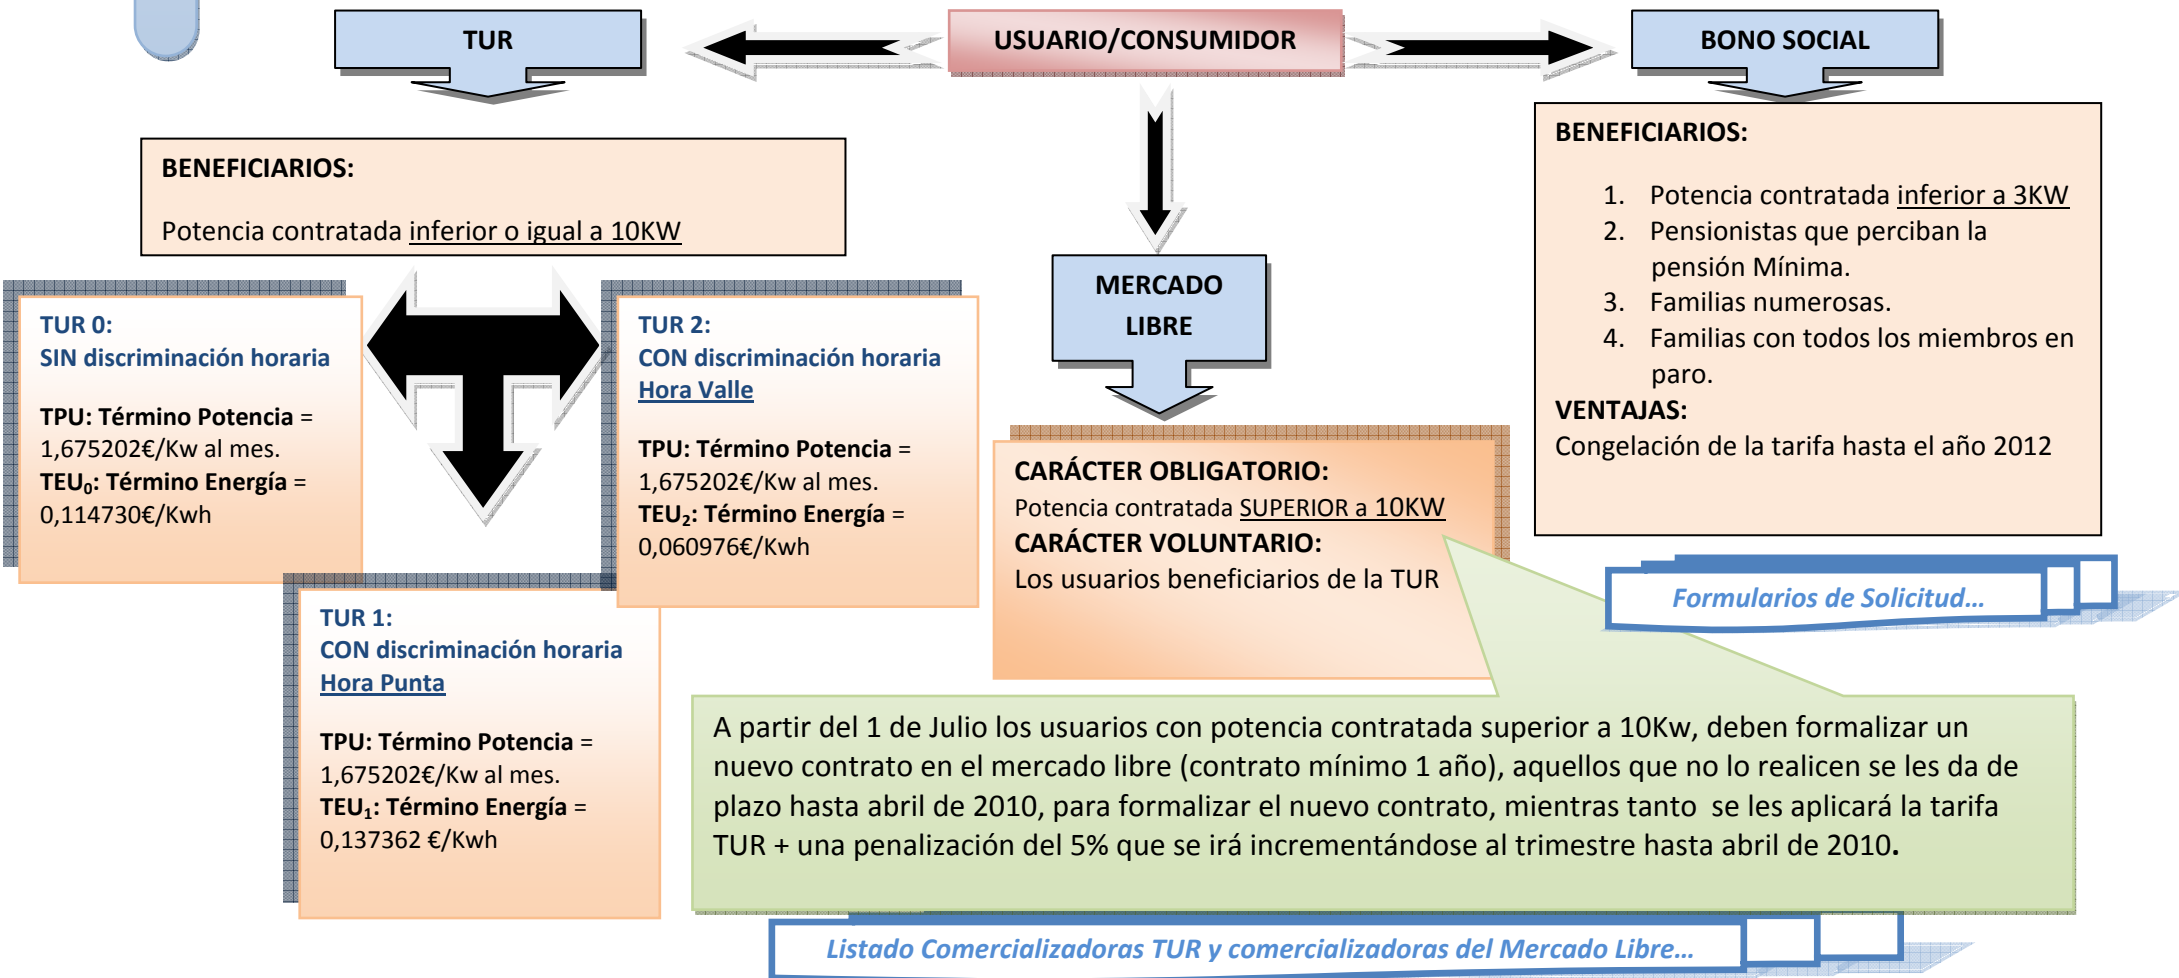 TUR
USUARIO/CONSUMIDOR
BONO SOCIAL
BENEFICIARIOS:
Potencia contratada inferior o igual a 10KW
TUR 0:
SIN discriminación horaria
TPU: Término Potencia =
1,675202€/Kw al mes.
TEU₀: Término Energía =
0,114730€/Kwh
TUR 2:
CON discriminación horaria
Hora Valle
TPU: Término Potencia =
1,675202€/Kw al mes.
TEU₂: Término Energía =
0,060976€/Kwh
TUR 1:
CON discriminación horaria
Hora Punta
TPU: Término Potencia =
1,675202€/Kw al mes.
TEU₁: Término Energía =
0,137362 €/Kwh
MERCADO
LIBRE
CARÁCTER OBLIGATORIO:
Potencia contratada SUPERIOR a 10KW
CARÁCTER VOLUNTARIO:
Los usuarios beneficiarios de la TUR
BENEFICIARIOS:
1. Potencia contratada inferior a 3KW
2. Pensionistas que perciban la
pensión Mínima.
3. Familias numerosas.
4. Familias con todos los miembros en
paro.
VENTAJAS:
Congelación de la tarifa hasta el año 2012
Formularios de Solicitud…
A partir del 1 de Julio los usuarios con potencia contratada superior a 10Kw, deben formalizar un
nuevo contrato en el mercado libre (contrato mínimo 1 año), aquellos que no lo realicen se les da de
plazo hasta abril de 2010, para formalizar el nuevo contrato, mientras tanto se les aplicará la tarifa
TUR + una penalización del 5% que se irá incrementándose al trimestre hasta abril de 2010.
Listado Comercializadoras TUR y comercializadoras del Mercado Libre…